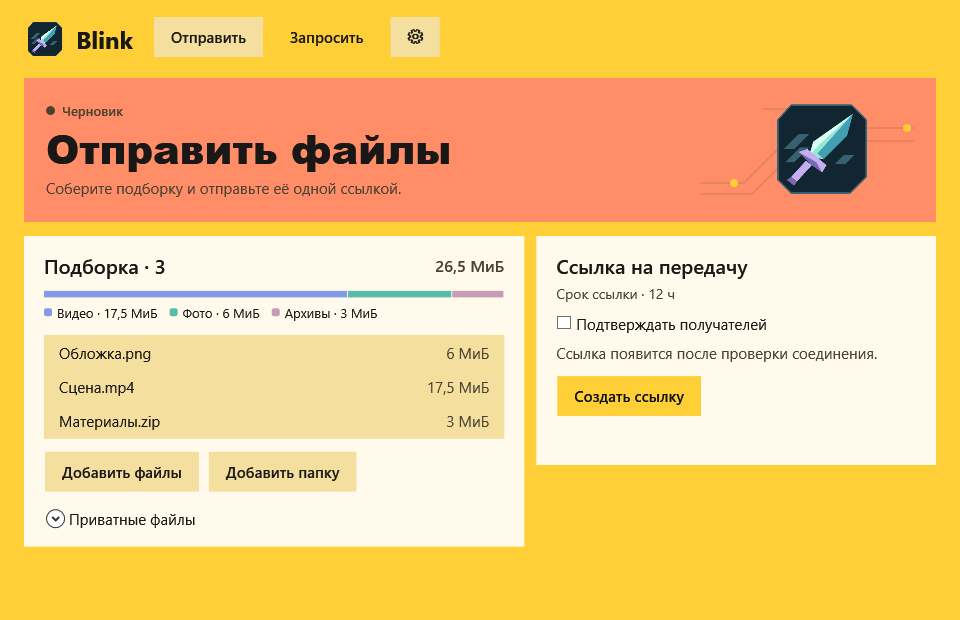 Blink
Отправить
Запросить
Черновик
Отправить файлы
Соберите подборку и отправьте её одной ссылкой.
Подборка · 3
26,5 МиБ
Видео · 17,5 МиБ
Фото · 6 МиБ
Архивы · 3 МиБ
Обложка.png
6 МиБ
Сцена.mp4
17,5 МиБ
Материалы.zip
3 МиБ
Добавить файлы
Добавить папку
Приватные файлы
Ссылка на передачу
Срок ссылки · 12 ч
Подтверждать получателей
Ссылка появится после проверки соединения.
Создать ссылку